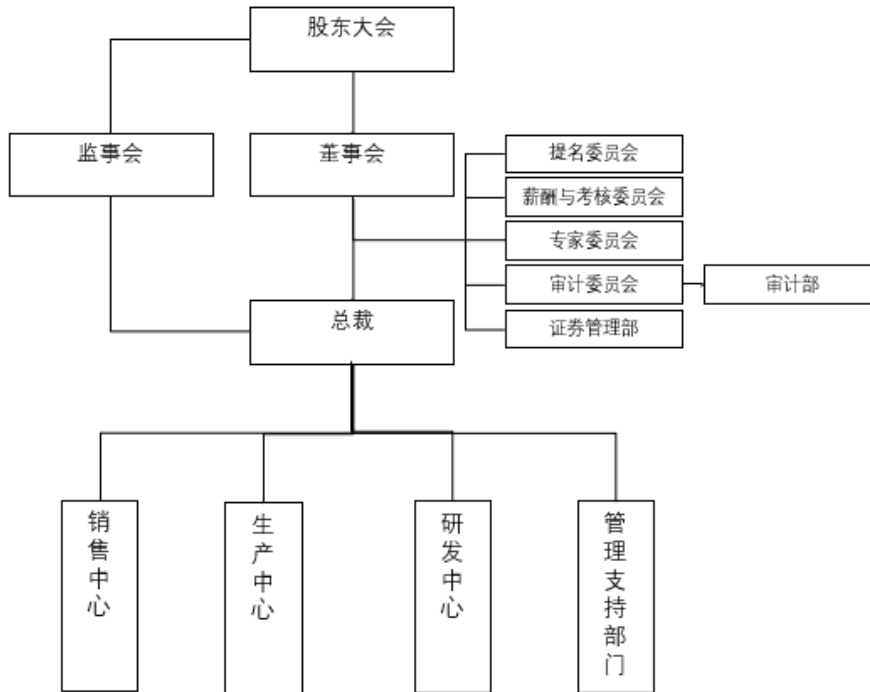 股东大会
监事会
董事会
提名委员会
薪酬与考核委员会
专家委员会
审计委员会
审计部
证券管理部
总裁
销售中心
生产中心
研发中心
管理支持部门